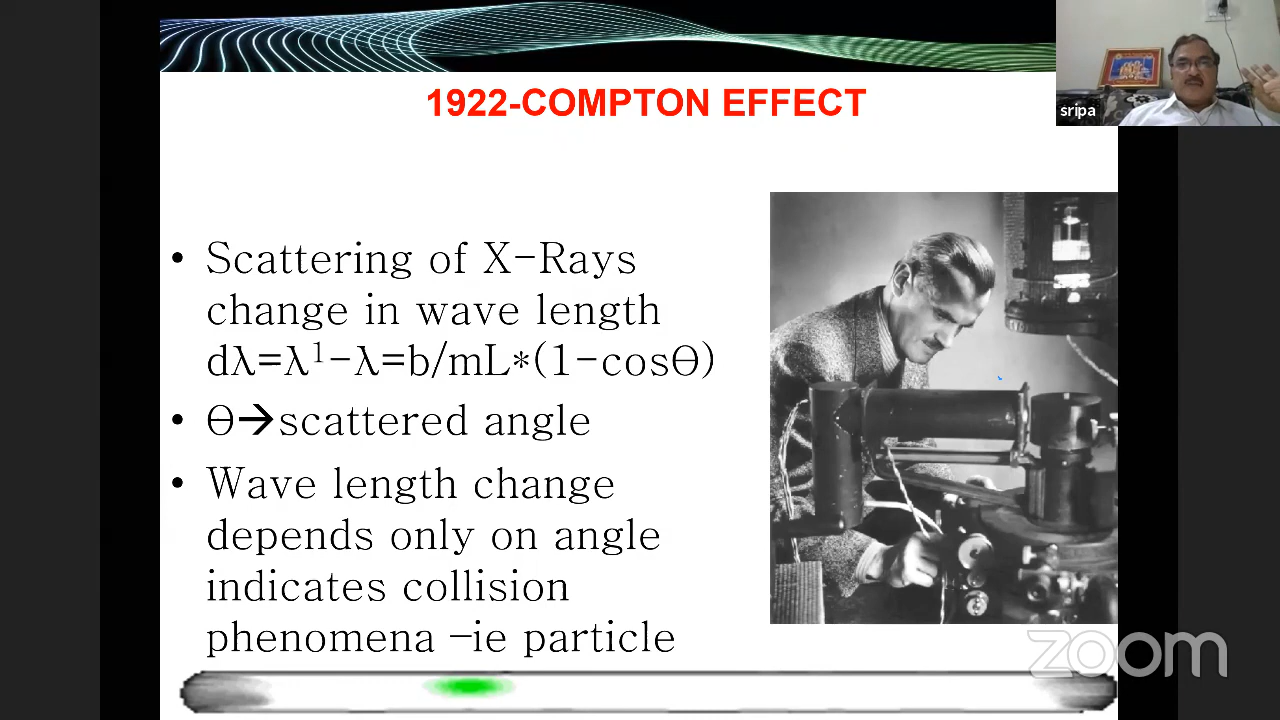 1922-COMPTON EFFECT
sripa
• Scattering of X-Rays
change in wave length
dλ=λ¹-λ=b/mL*(1-cosΘ)
• Θ→scattered angle
• Wave length change
depends only on angle
indicates collision
phenomena –ie particle
zoom